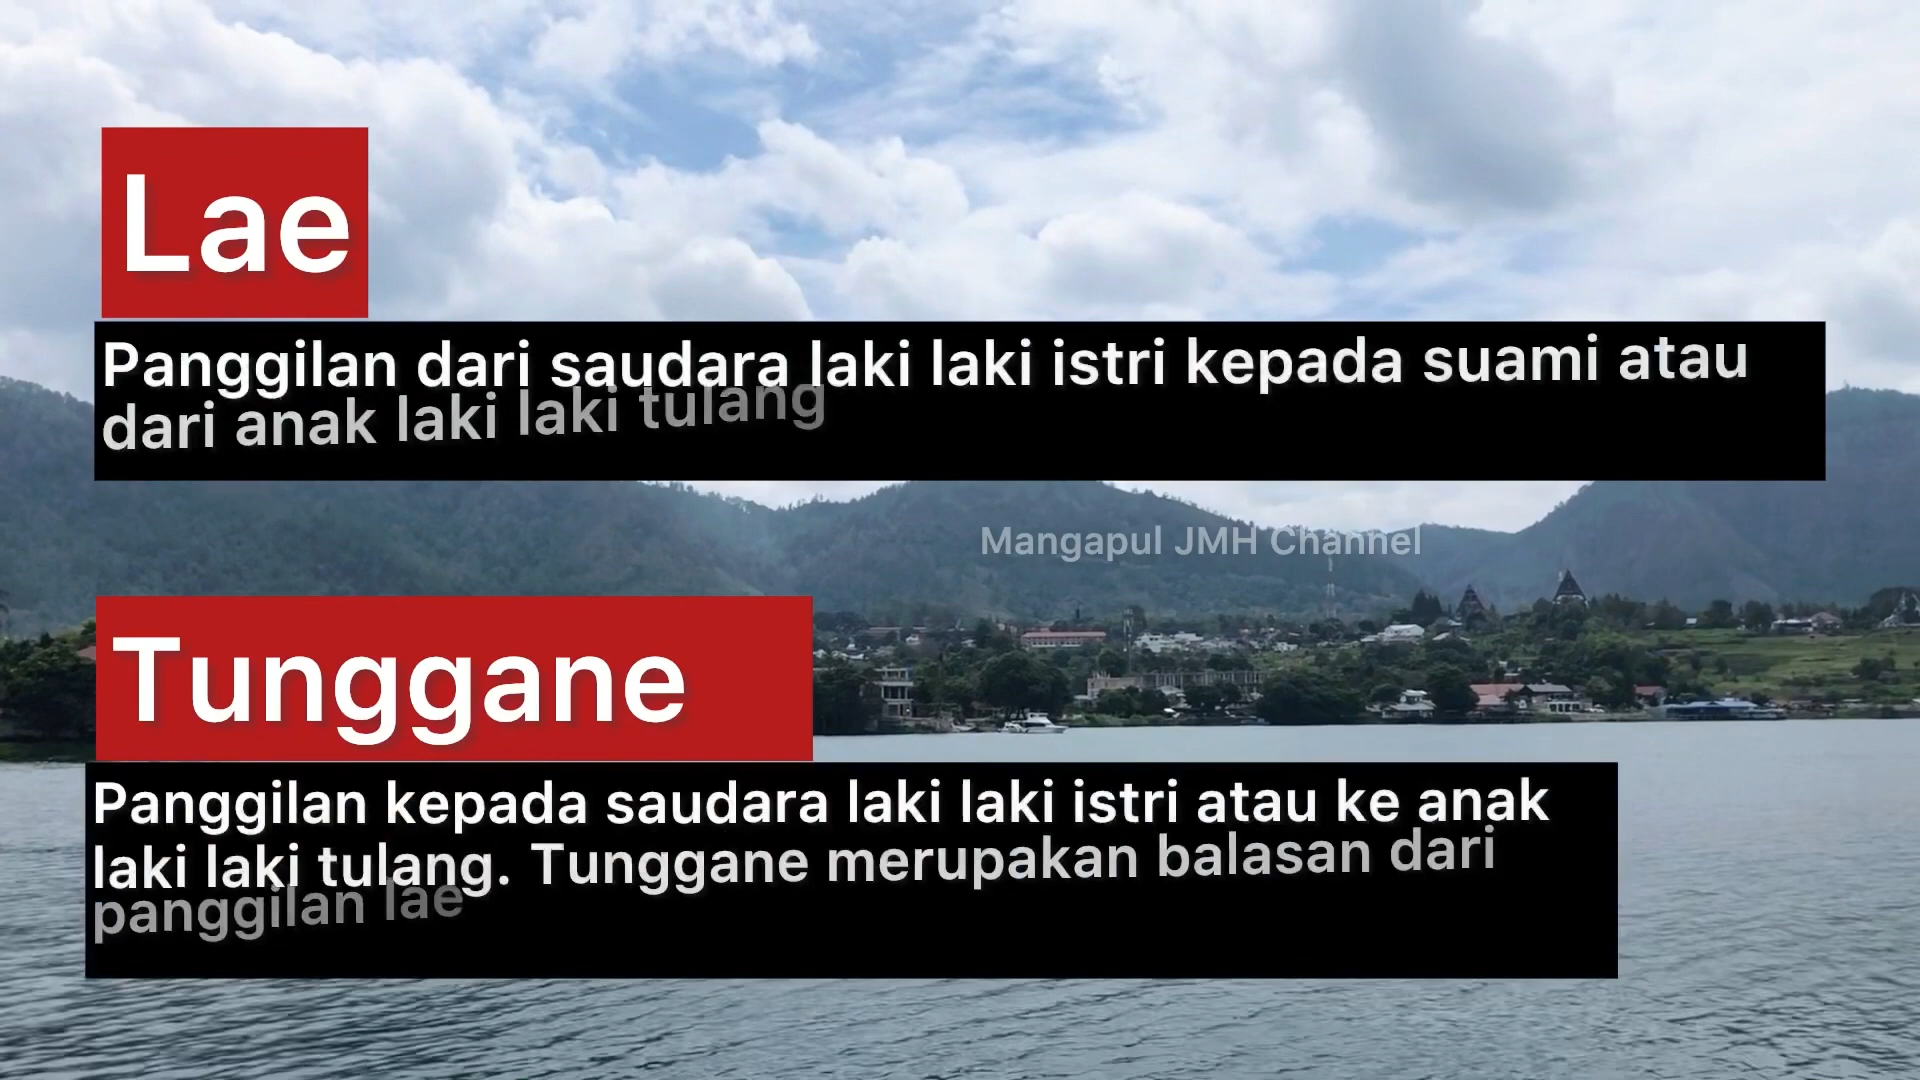 Lae
Panggilan dari saudara laki laki istri kepada suami atau
dari anak laki laki tulang
Mangapul JMH Channel
Tunggane
Panggilan kepada saudara laki laki istri atau ke anak
laki laki tulang. Tunggane merupakan balasan dari
panggilan lae